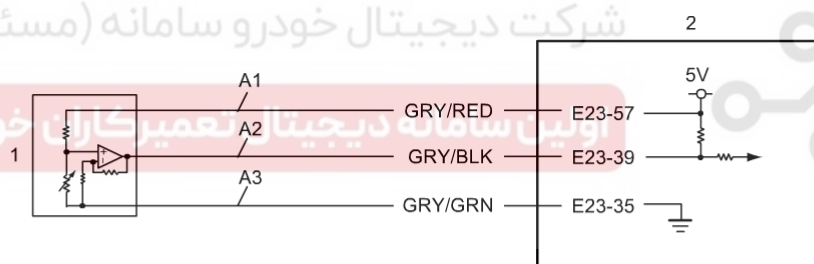 شرکت دیجیتال خودرو سامانه (مسئ
2
5V
A1
GRY/RED
E23-57
اولین سامانه دیجیتال تعمیرکاران خو
1
A2
GRY/BLK
E23-39
A3
GRY/GRN
E23-35